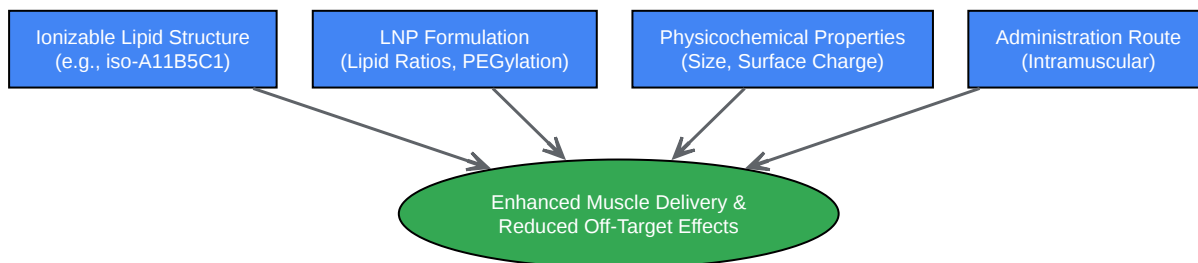 Ionizable Lipid Structure
(e.g., iso-A11B5C1)
LNP Formulation
(Lipid Ratios, PEGylation)
Physicochemical Properties
(Size, Surface Charge)
Administration Route
(Intramuscular)
Enhanced Muscle Delivery &
Reduced Off-Target Effects